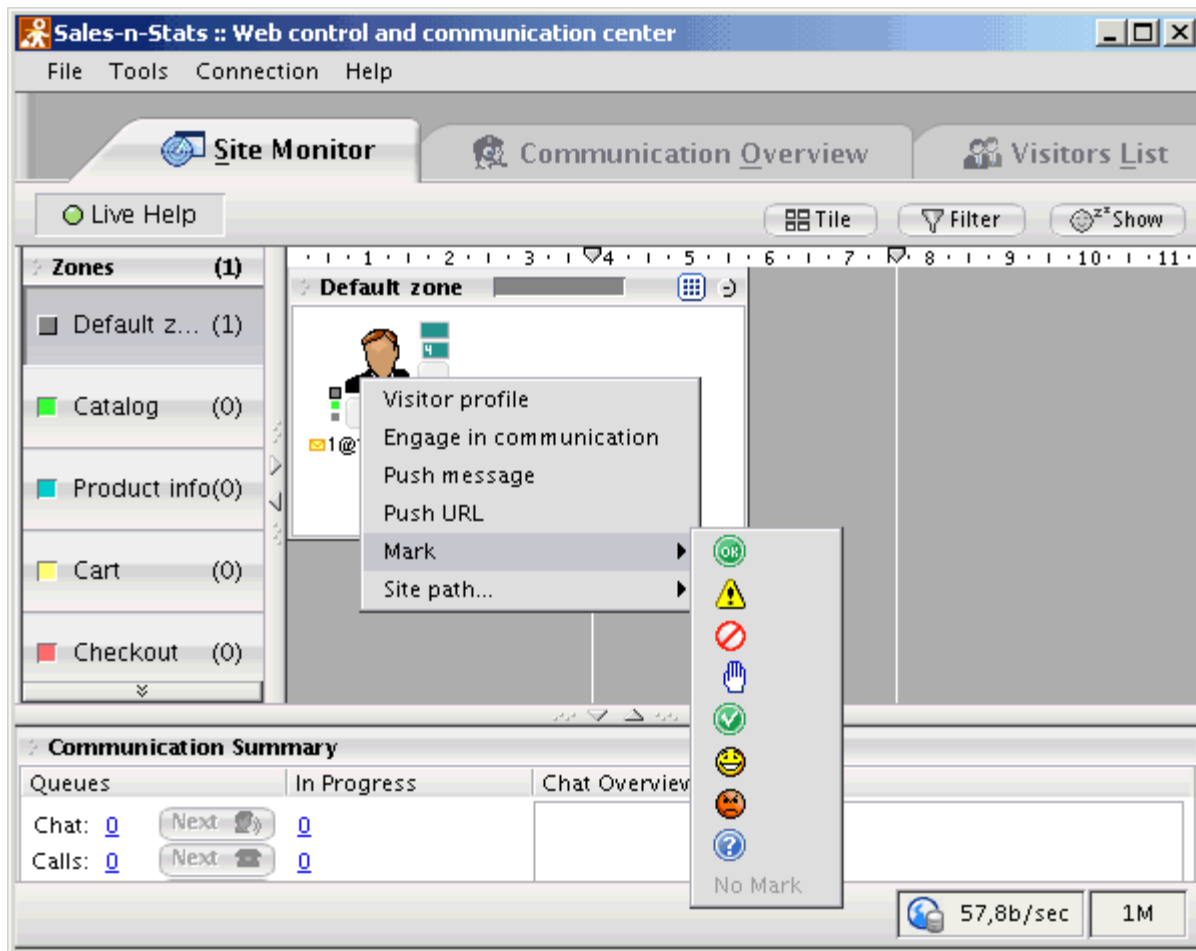 Sales-n-Stats :: Web control and communication center
File Tools Connection Help
Site Monitor Communication Overview Visitors List
Live Help Tile Filter zz Show
Zones (1)
1 2 3 4 5 6 7 8 9 10 11
Default zone
Default z... (1)
4
Catalog (0)
1@
Product info(0)
Cart (0)
Checkout (0)
Visitor profile
Engage in communication
Push message
Push URL
Mark
Site path...
OK
No Mark
Communication Summary
Queues In Progress Chat Overview
Chat: 0 Next 0
Calls: 0 Next 0
57,8b/sec 1M